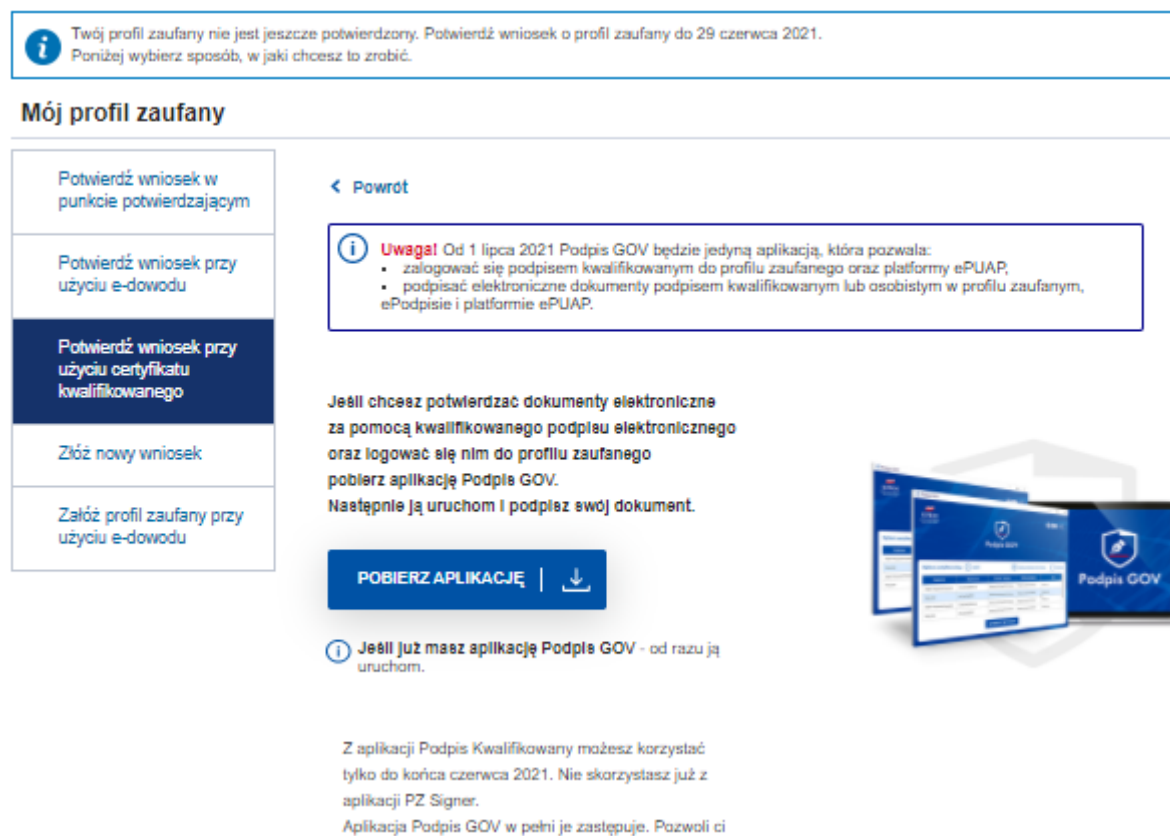 Twój profil zaufany nie jest jeszcze potwierdzony. Potwierdź wniosek o profil zaufany do 29 czerwca 2021.
Poniżej wybierz sposób, w jaki chcesz to zrobić.
Mój profil zaufany
Potwierdź wniosek w
punkcie potwierdzającym
Potwierdź wniosek przy
użyciu e-dowodu
Potwierdź wniosek przy
użyciu certyfikatu
kwalifikowanego
Złóż nowy wniosek
Załóż profil zaufany przy
użyciu e-dowodu
Powrót
Uwaga! Od 1 lipca 2021 Podpis GOV będzie jedyną aplikacją, która pozwala:
• zalogować się podpisem kwalifikowanym do profilu zaufanego oraz platformy ePUAP,
• podpisać elektroniczne dokumenty podpisem kwalifikowanym lub osobistym w profilu zaufanym,
ePodpisie i platformie ePUAP.
Jeśli chcesz potwierdzać dokumenty elektroniczne
za pomocą kwalifikowanego podpisu elektronicznego
oraz logować się nim do profilu zaufanego
pobierz aplikację Podpis GOV.
Następnie ją uruchom i podpisz swój dokument.
POBIERZ APLIKACJĘ
Jeśli już masz aplikację Podpis GOV - od razu ją
uruchom.
Podpis GOV
Z aplikacji Podpis Kwalifikowany możesz korzystać
tylko do końca czerwca 2021. Nie skorzystasz już z
aplikacji PZ Signer.
Aplikacja Podpis GOV w pełni je zastępuje. Pozwoli ci